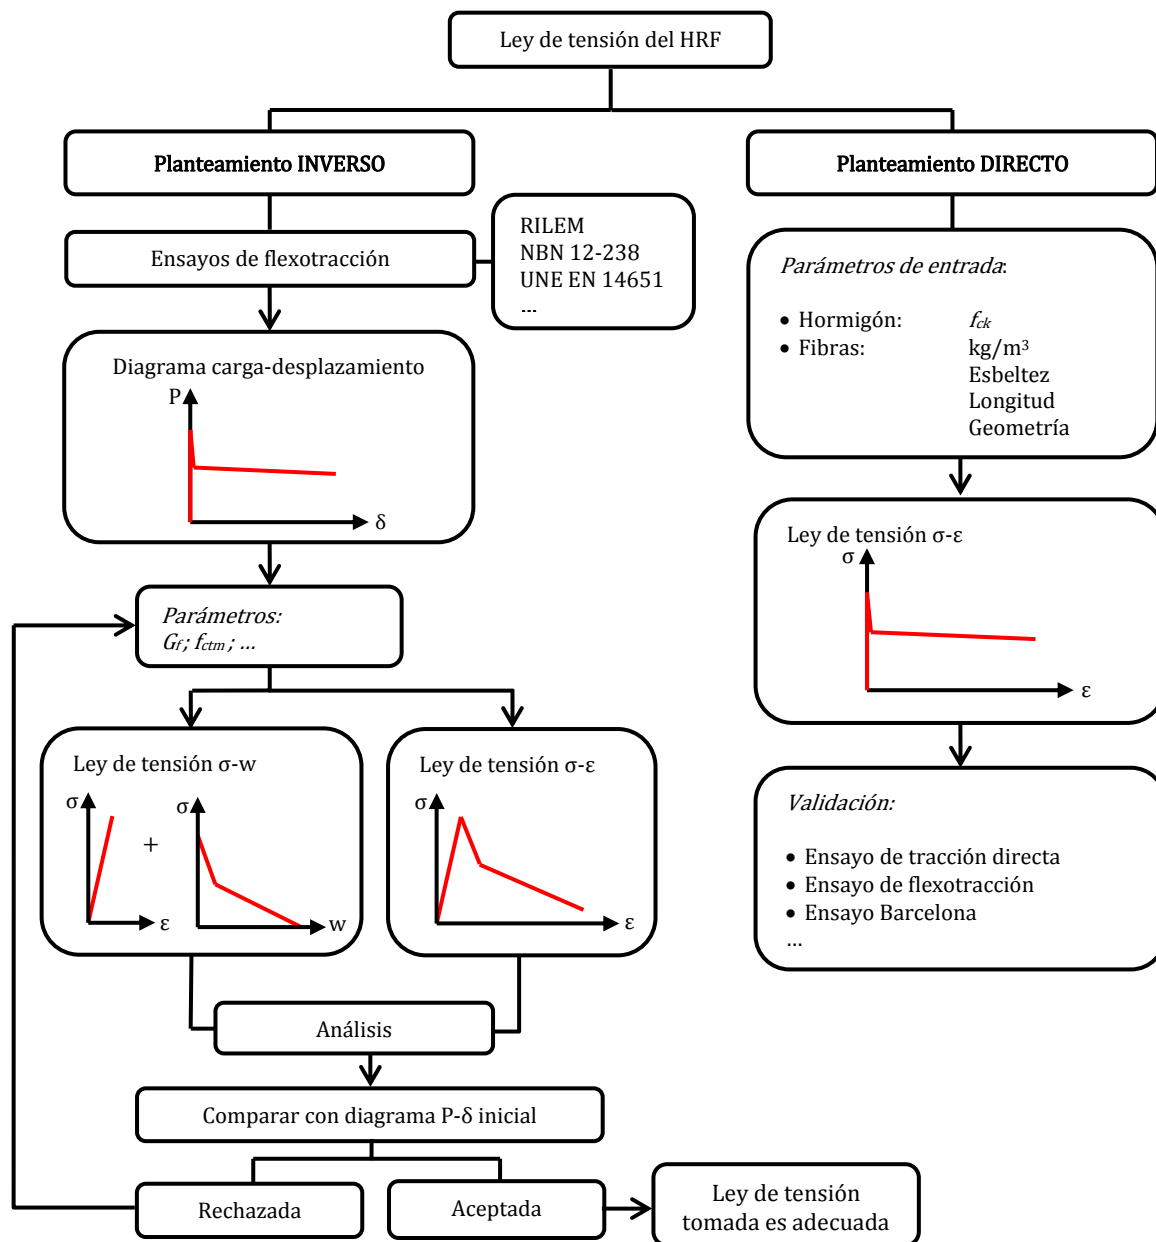 Ley de tensión del HRF
Planteamiento INVERSO
Ensayos de flexotracción
RILEM
NBN 12-238
UNE EN 14651
...
Diagrama carga-desplazamiento
P
δ
Parámetros:
Gf; fctm; ...
Ley de tensión σ-w
σ
+
σ
ε
w
Ley de tensión σ-ε
σ
ε
Análisis
Comparar con diagrama P-δ inicial
Rechazada
Aceptada
Ley de tensión
tomada es adecuada
Planteamiento DIRECTO
Parámetros de entrada:
• Hormigón: fck
• Fibras: kg/m³
Esbeltez
Longitud
Geometría
Ley de tensión σ-ε
σ
ε
Validación:
• Ensayo de tracción directa
• Ensayo de flexotracción
• Ensayo Barcelona
...